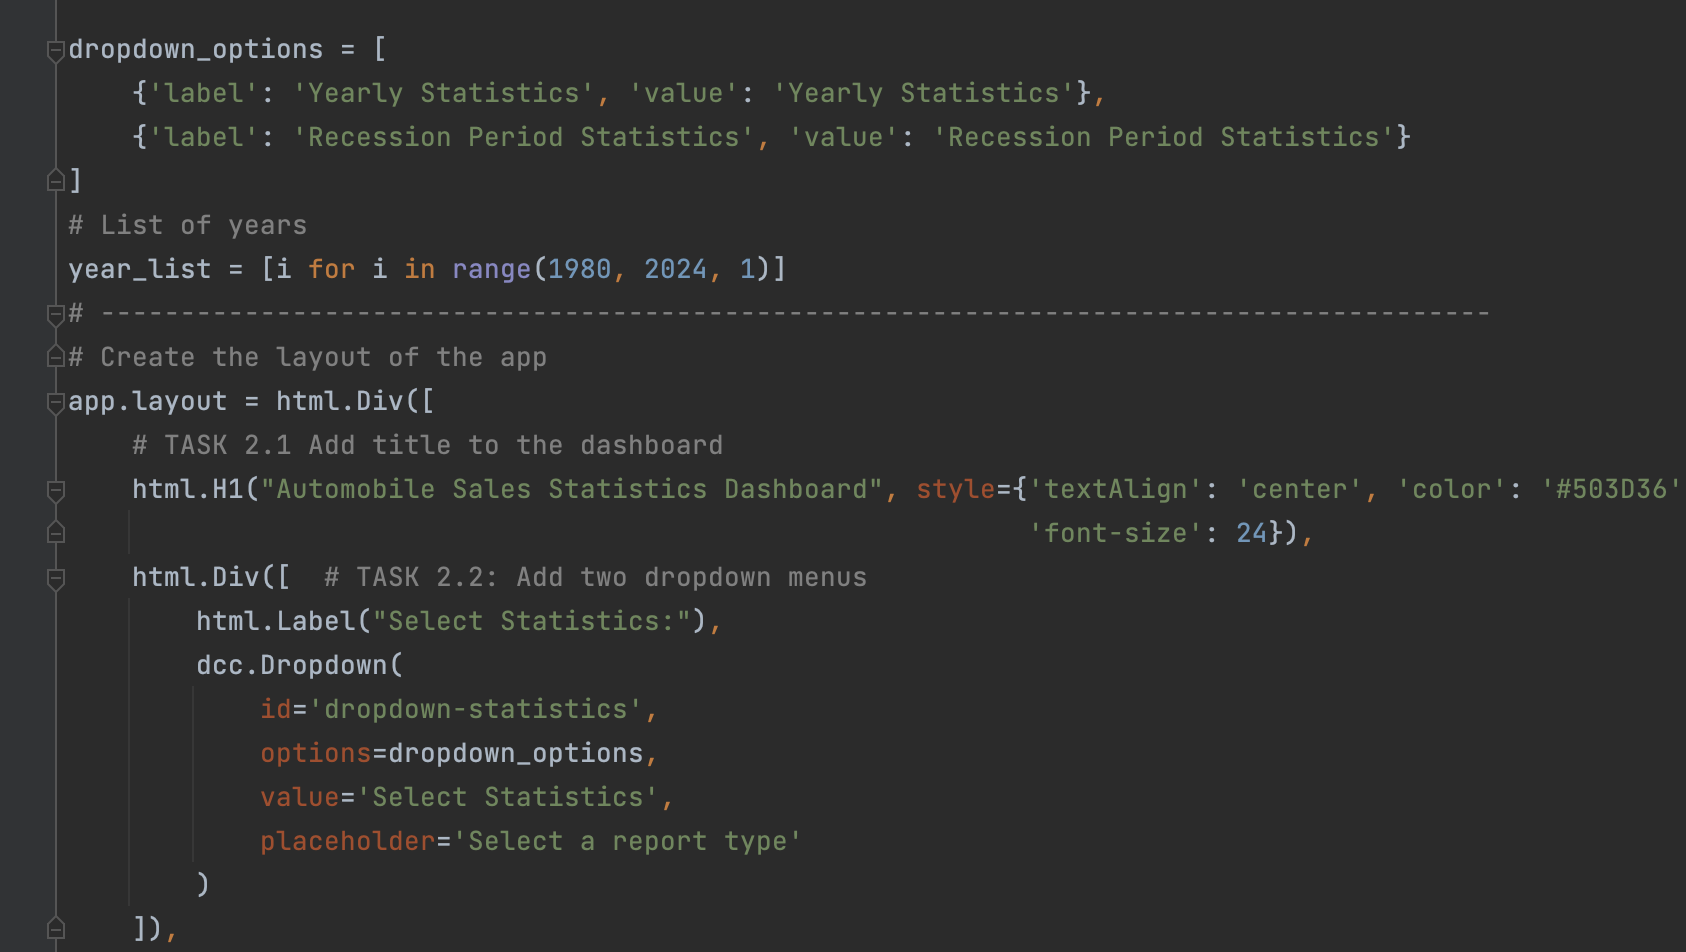 dropdown_options = [
    {'label': 'Yearly Statistics', 'value': 'Yearly Statistics'},
    {'label': 'Recession Period Statistics', 'value': 'Recession Period Statistics'}
]
# List of years
year_list = [i for i in range(1980, 2024, 1)]
# ---------------------------------------------------------------------------------------
# Create the layout of the app
app.layout = html.Div([
    # TASK 2.1 Add title to the dashboard
    html.H1("Automobile Sales Statistics Dashboard", style={'textAlign': 'center', 'color': '#503D36'
                                                            'font-size': 24}),
    html.Div([  # TASK 2.2: Add two dropdown menus
        html.Label("Select Statistics:"),
        dcc.Dropdown(
            id='dropdown-statistics',
            options=dropdown_options,
            value='Select Statistics',
            placeholder='Select a report type'
        )
    ]),